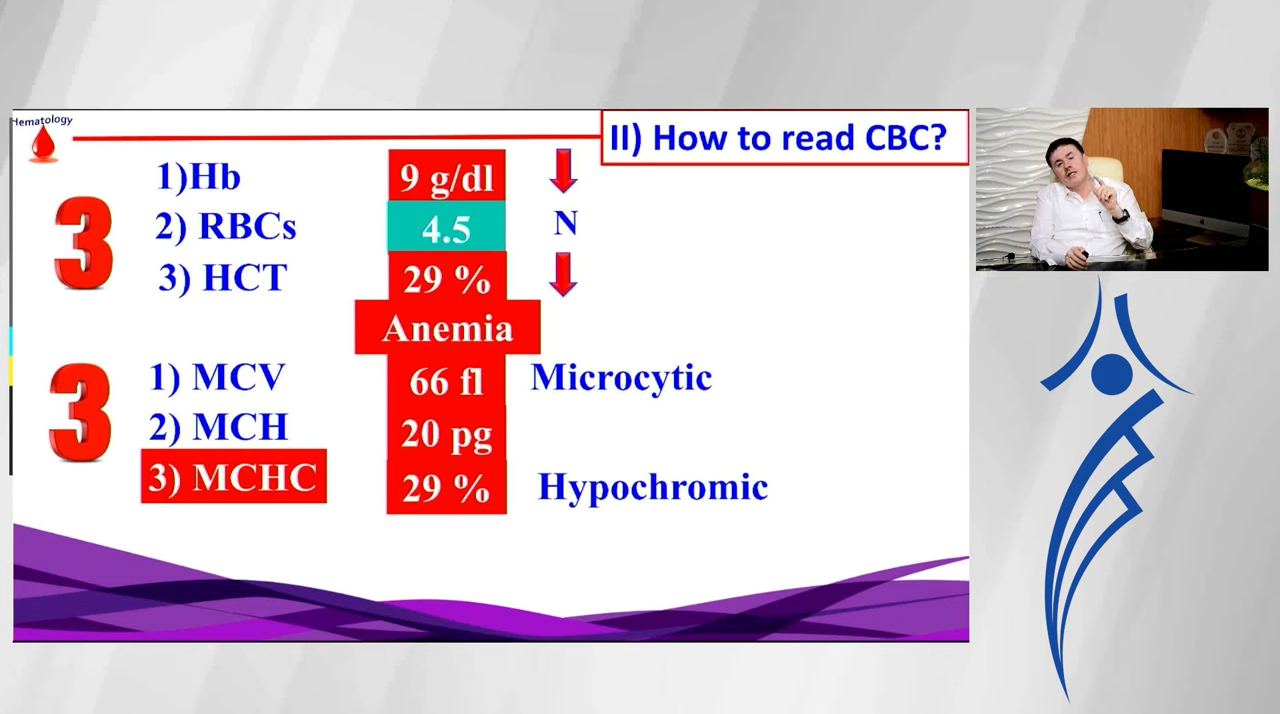 Hematology
II) How to read CBC?
3
1)Hb 9 g/dl
2) RBCs 4.5 N
3) HCT 29 %
Anemia
3
1) MCV 66 fl Microcytic
2) MCH 20 pg
3) MCHC 29 % Hypochromic